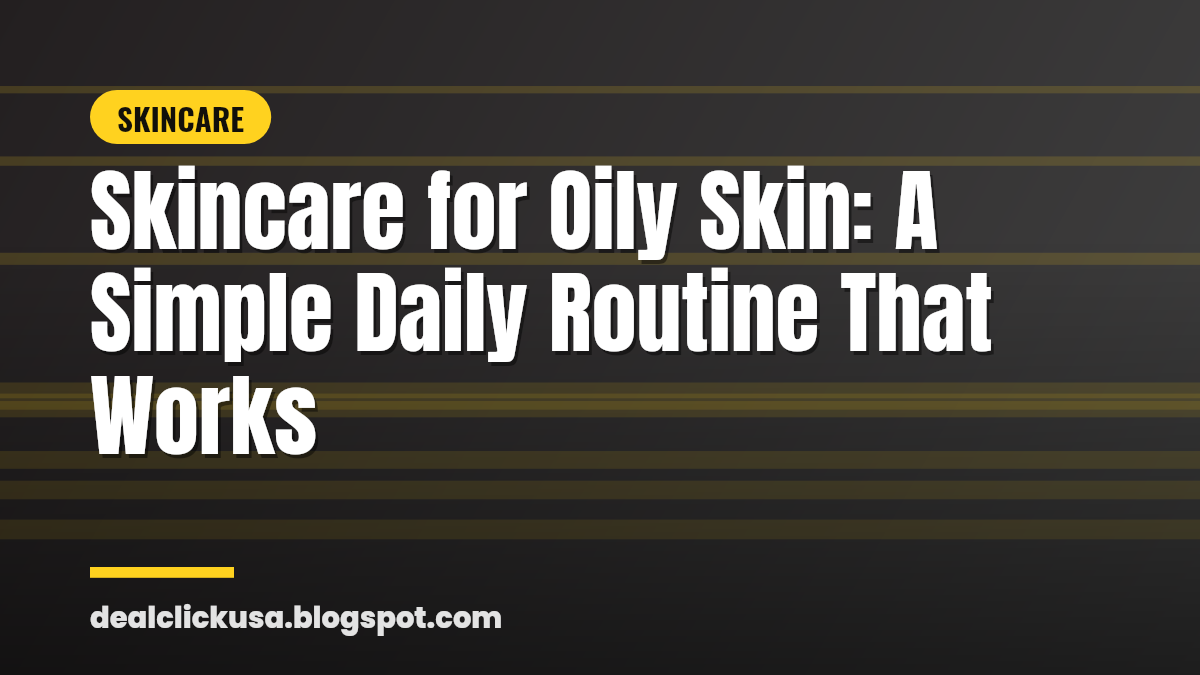 SKINCARE
Skincare for Oily Skin: A
Simple Daily Routine That
Works
dealclickusa.blogspot.com